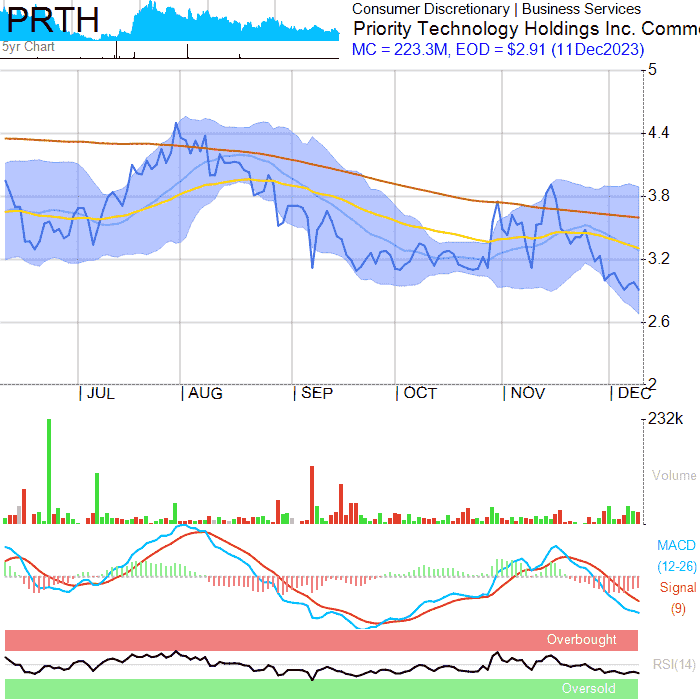 PRTH
Consumer Discretionary | Business Services
Priority Technology Holdings Inc. Comm
MC = 223.3M, EOD = $2.91 (11Dec2023)
5yr Chart
5
4.4
3.8
3.2
2.6
2
JUL AUG SEP OCT NOV DEC
232k
Volume
MACD
(12-26)
Signal
(9)
Overbought
RSI(14)
Oversold